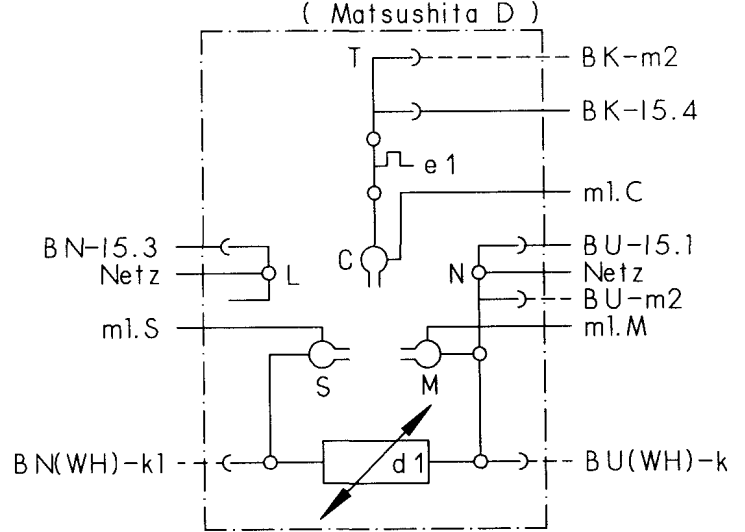 ( Matsushita D )
T
BK-m2
BK-15.4
e1
m1.C
BN-15.3
C
BU-15.1
Netz
L
N
Netz
BU-m2
m1.S
m1.M
S
M
BN(WH)-k1
d1
BU(WH)-k